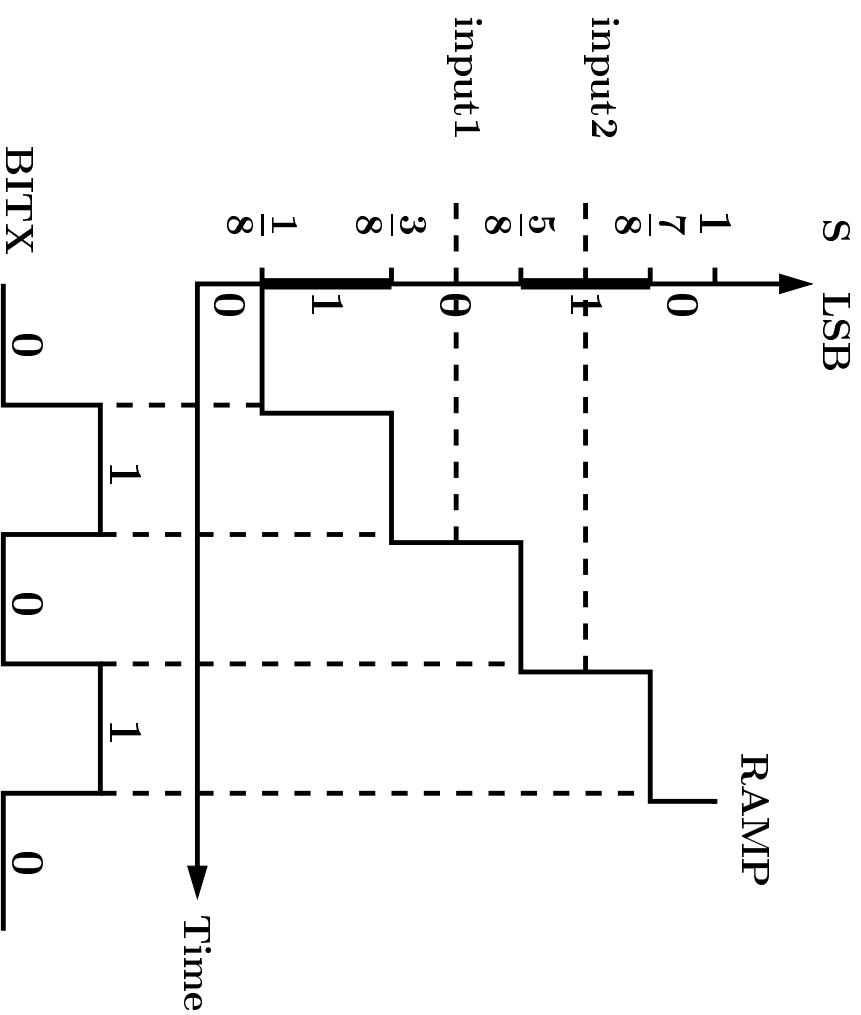 S LSB
RAMP
1
7/8 0
input2 1
5/8
input1 0
3/8
1
1/8
0
Time
1 1
BITX 0 0 0